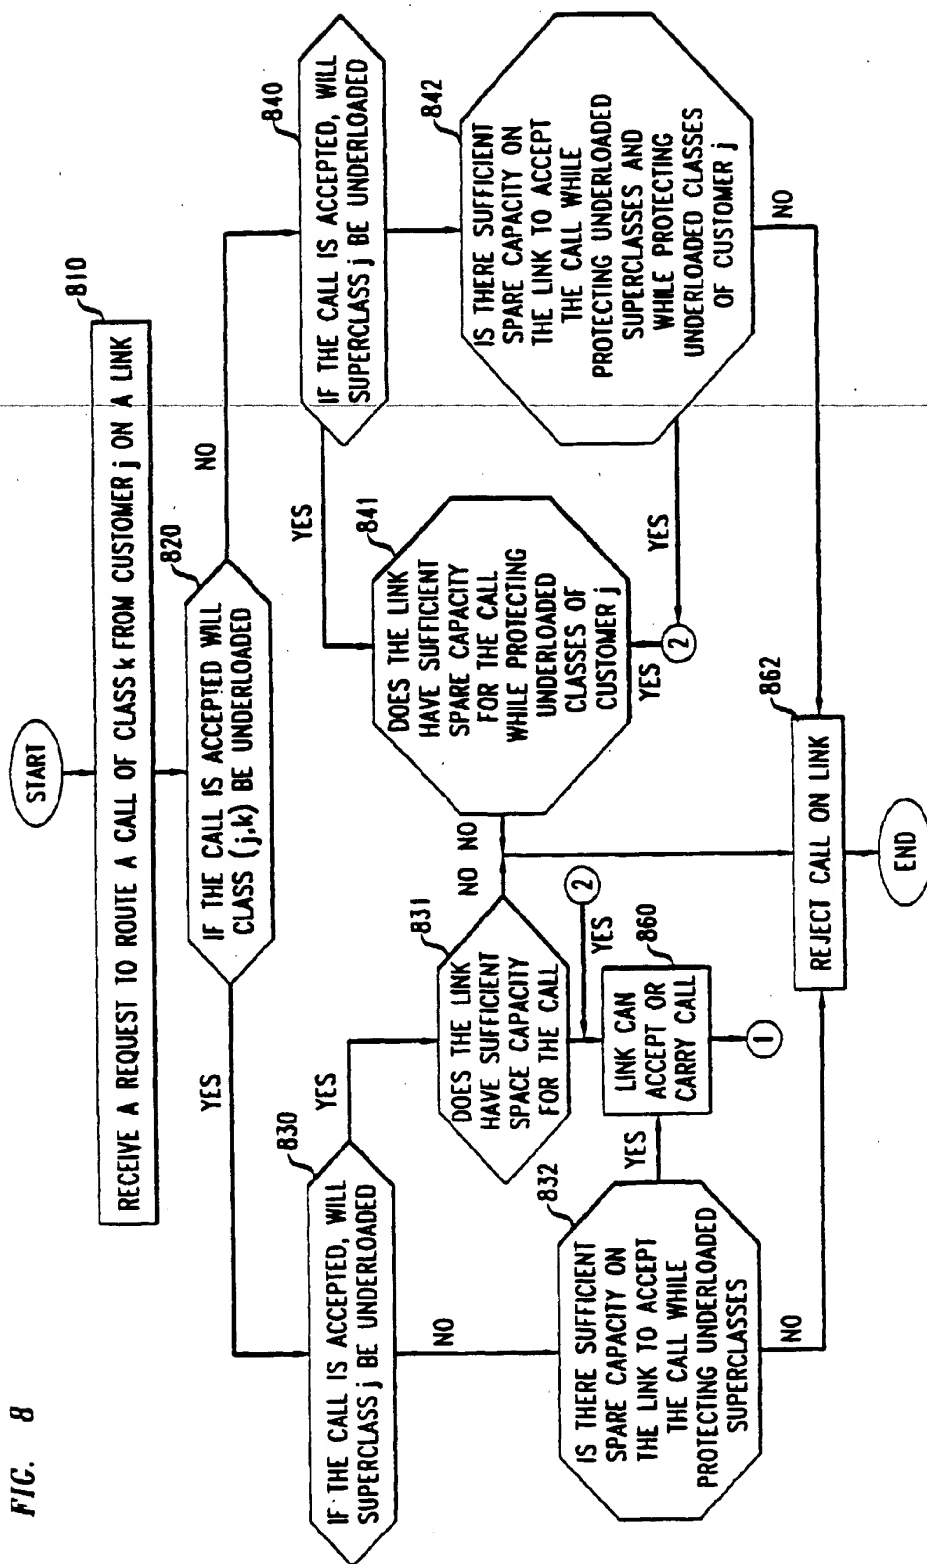 FIG. 8
START
810
RECEIVE A REQUEST TO ROUTE A CALL OF CLASS k FROM CUSTOMER j ON A LINK
820
IF THE CALL IS ACCEPTED WILL
CLASS (j,k) BE UNDERLOADED
YES
NO
830
IF THE CALL IS ACCEPTED, WILL
SUPERCLASS j BE UNDERLOADED
YES
NO
840
IF THE CALL IS ACCEPTED, WILL
SUPERCLASS j BE UNDERLOADED
YES
831
DOES THE LINK
HAVE SUFFICIENT
SPACE CAPACITY
FOR THE CALL
NO
YES
2
841
DOES THE LINK
HAVE SUFFICIENT
SPARE CAPACITY
FOR THE CALL
WHILE PROTECTING
UNDERLOADED
CLASSES OF
CUSTOMER j
NO
YES
2
832
IS THERE SUFFICIENT
SPARE CAPACITY ON
THE LINK TO ACCEPT
THE CALL WHILE
PROTECTING UNDERLOADED
SUPERCLASSES
YES
NO
842
IS THERE SUFFICIENT
SPARE CAPACITY ON
THE LINK TO ACCEPT
THE CALL WHILE
PROTECTING UNDERLOADED
SUPERCLASSES AND
WHILE PROTECTING
UNDERLOADED CLASSES
OF CUSTOMER j
YES
NO
860
LINK CAN
ACCEPT OR
CARRY CALL
1
862
REJECT CALL ON LINK
END